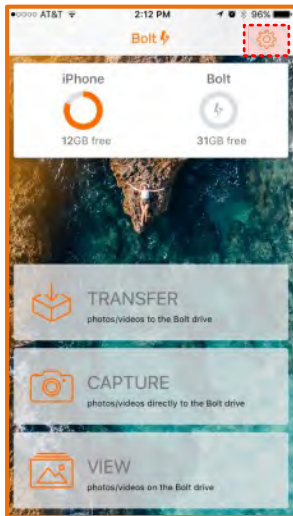 AT&T 2:12 PM 96%
Bolt
iPhone Bolt
12GB free 31GB free
TRANSFER
photos/videos to the Bolt drive
CAPTURE
photos/videos directly to the Bolt drive
VIEW
photos/videos on the Bolt drive